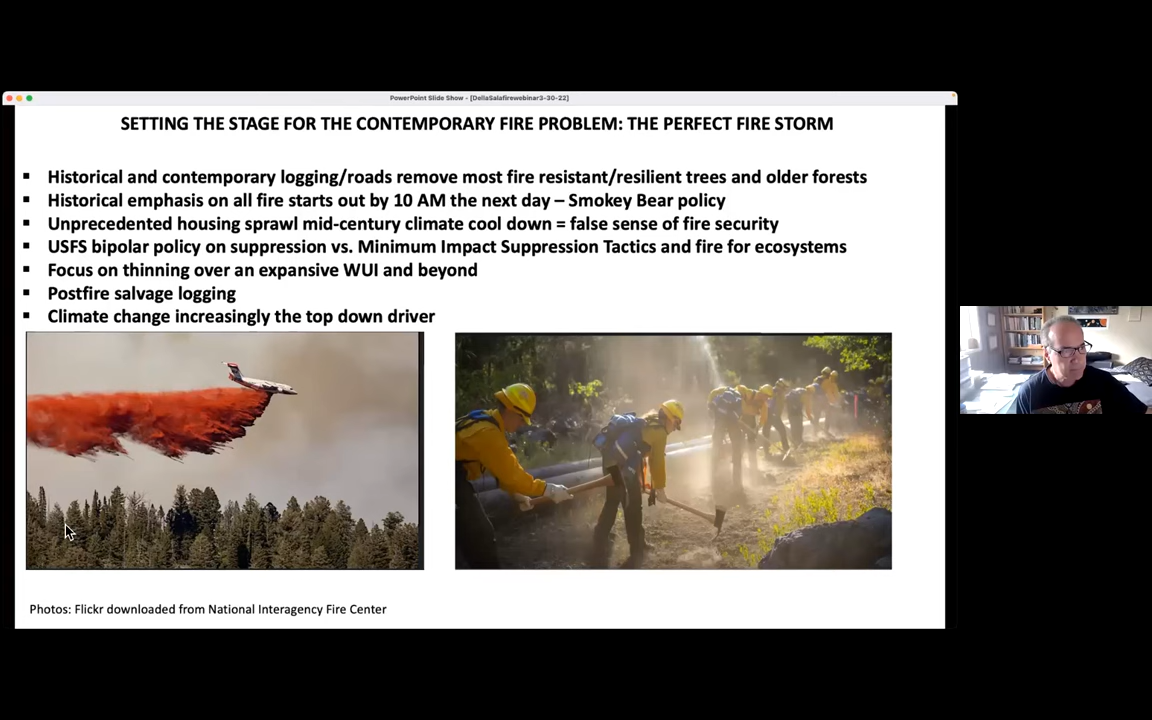 PowerPoint Slide Show - [DellaSalafirewebinar3-30-22]
SETTING THE STAGE FOR THE CONTEMPORARY FIRE PROBLEM: THE PERFECT FIRE STORM
▪ Historical and contemporary logging/roads remove most fire resistant/resilient trees and older forests
▪ Historical emphasis on all fire starts out by 10 AM the next day – Smokey Bear policy
▪ Unprecedented housing sprawl mid-century climate cool down = false sense of fire security
▪ USFS bipolar policy on suppression vs. Minimum Impact Suppression Tactics and fire for ecosystems
▪ Focus on thinning over an expansive WUI and beyond
▪ Postfire salvage logging
▪ Climate change increasingly the top down driver
Photos: Flickr downloaded from National Interagency Fire Center